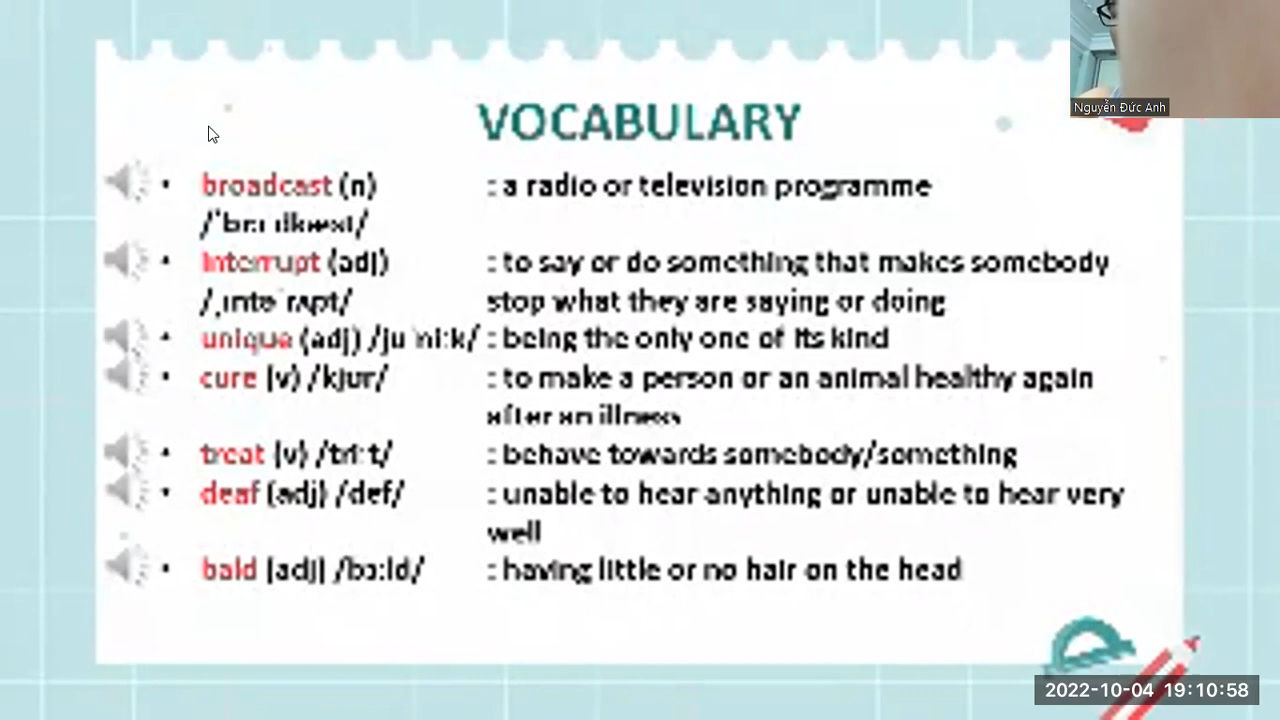 Nguyễn Đức Anh
VOCABULARY
• broadcast (n) : a radio or television programme
/ˈbrɔːdkæst/
• interrupt (adj) : to say or do something that makes somebody
/ˌɪntəˈrʌpt/ stop what they are saying or doing
• unique (adj) /juˈniːk/ : being the only one of its kind
• cure (v) /kjʊr/ : to make a person or an animal healthy again
after an illness
• treat (v) /triːt/ : behave towards somebody/something
• deaf (adj) /def/ : unable to hear anything or unable to hear very
well
• bald (adj) /bɔːld/ : having little or no hair on the head
2022-10-04 19:10:58